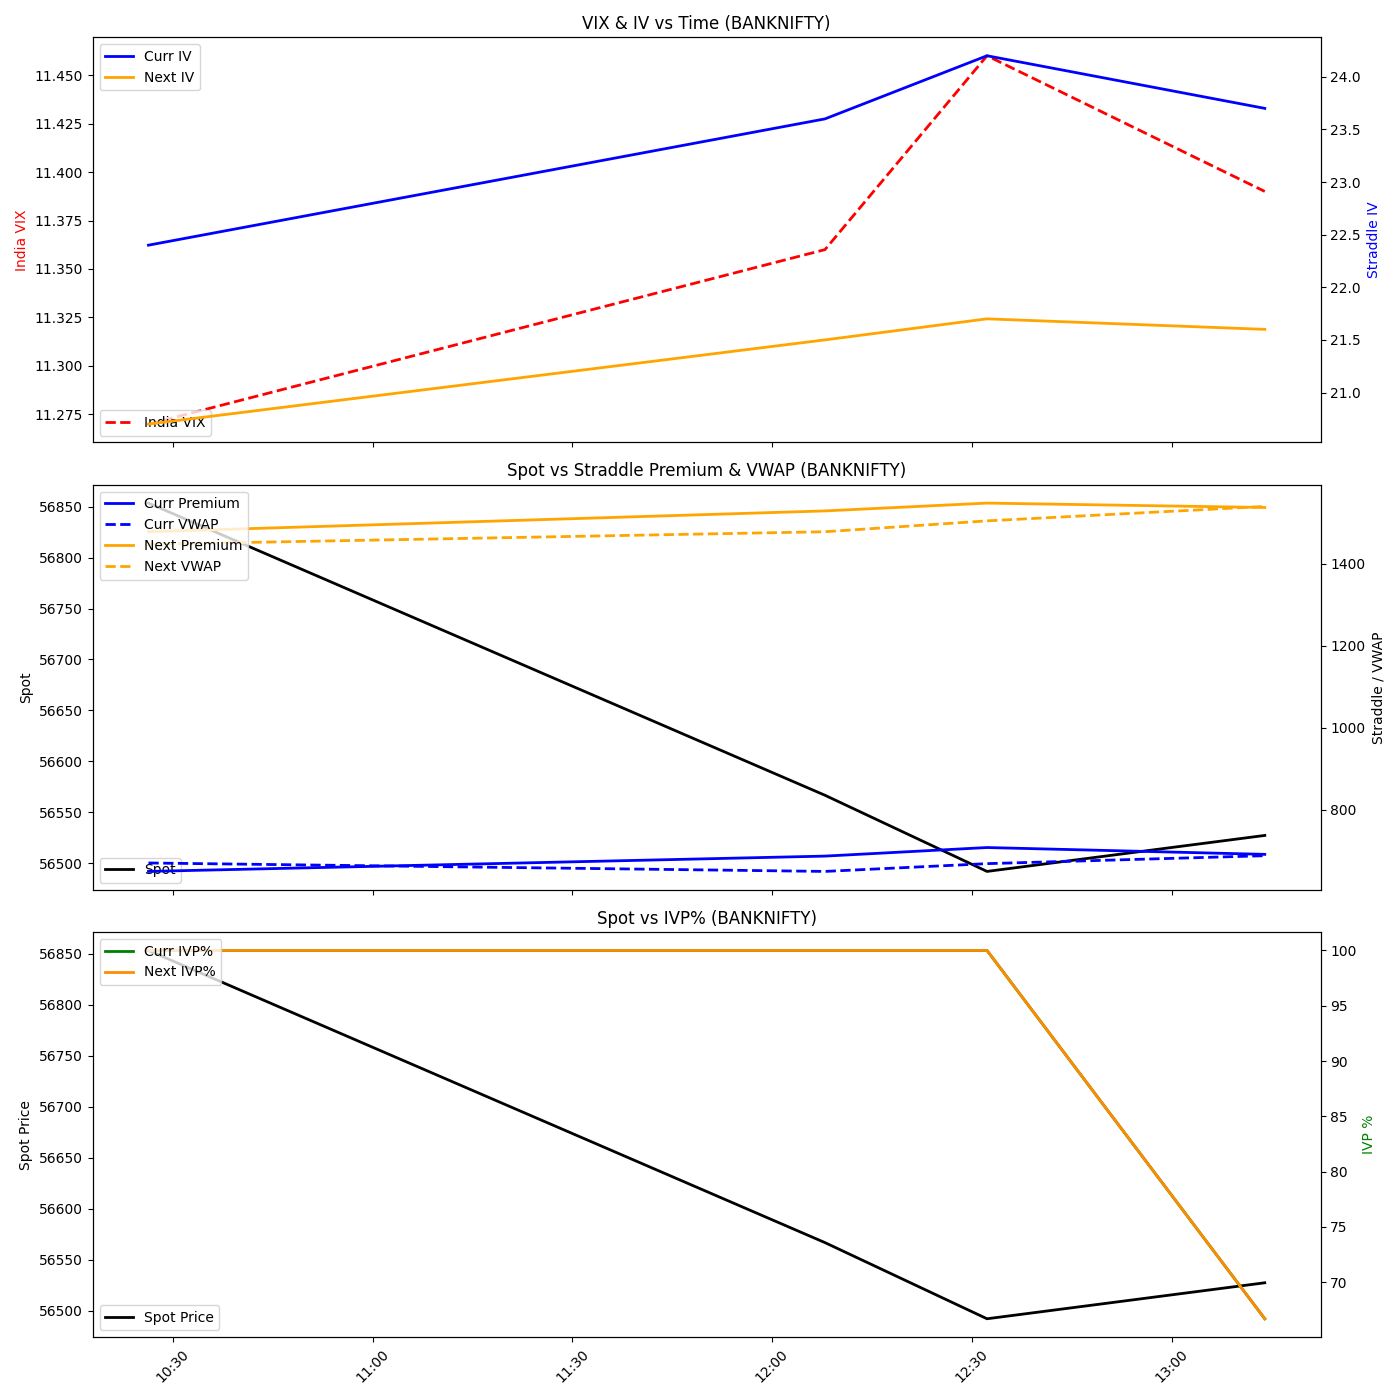 VIX & IV vs Time (BANKNIFTY)
Curr IV
Next IV
11.450
11.425
11.400
11.375
11.350
11.325
11.300
11.275
India VIX
24.0
23.5
23.0
22.5
22.0
21.5
21.0
Straddle IV
India VIX
Spot vs Straddle Premium & VWAP (BANKNIFTY)
Curr Premium
Curr VWAP
Next Premium
Next VWAP
56850
56800
56750
56700
56650
56600
56550
56500
Spot
1400
1200
1000
800
Straddle / VWAP
Spot
Spot vs IVP% (BANKNIFTY)
Curr IVP%
Next IVP%
56850
56800
56750
56700
56650
56600
56550
56500
Spot Price
100
95
90
85
80
75
70
IVP %
Spot Price
10:30
11:00
11:30
12:00
12:30
13:00